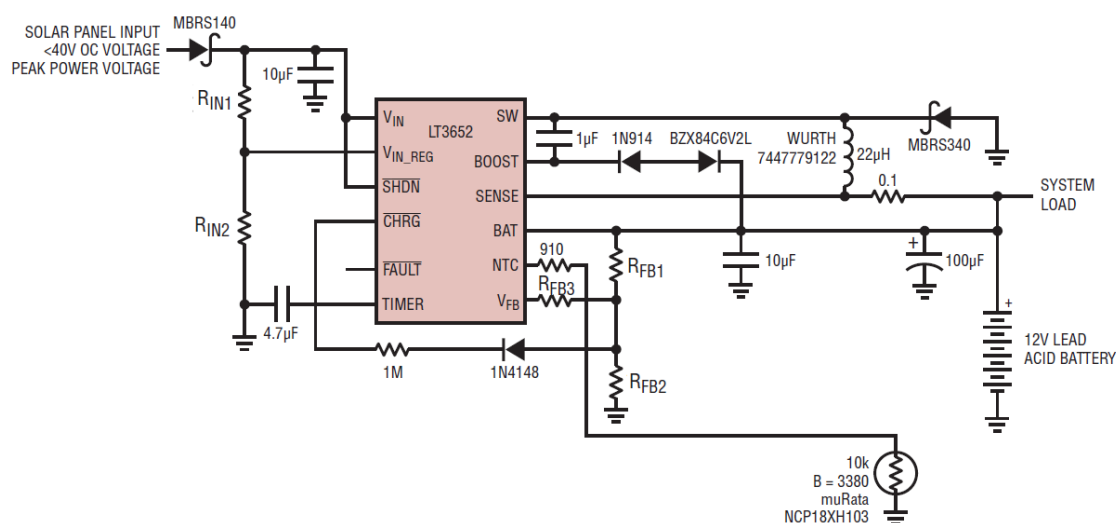 MBRS140
SOLAR PANEL INPUT
<40V OC VOLTAGE
PEAK POWER VOLTAGE
10µF
RIN1
RIN2
4.7µF
LT3652
VIN
VIN_REG
SHDN
CHRG
FAULT
TIMER
SW
BOOST
SENSE
BAT
NTC
VFB
1µF
1N914
BZX84C6V2L
WURTH
7447779122
22µH
MBRS340
0.1
SYSTEM
LOAD
910
RFB3
RFB1
RFB2
10µF
+
100µF
+
12V LEAD
ACID BATTERY
1M
1N4148
10k
B = 3380
muRata
NCP18XH103